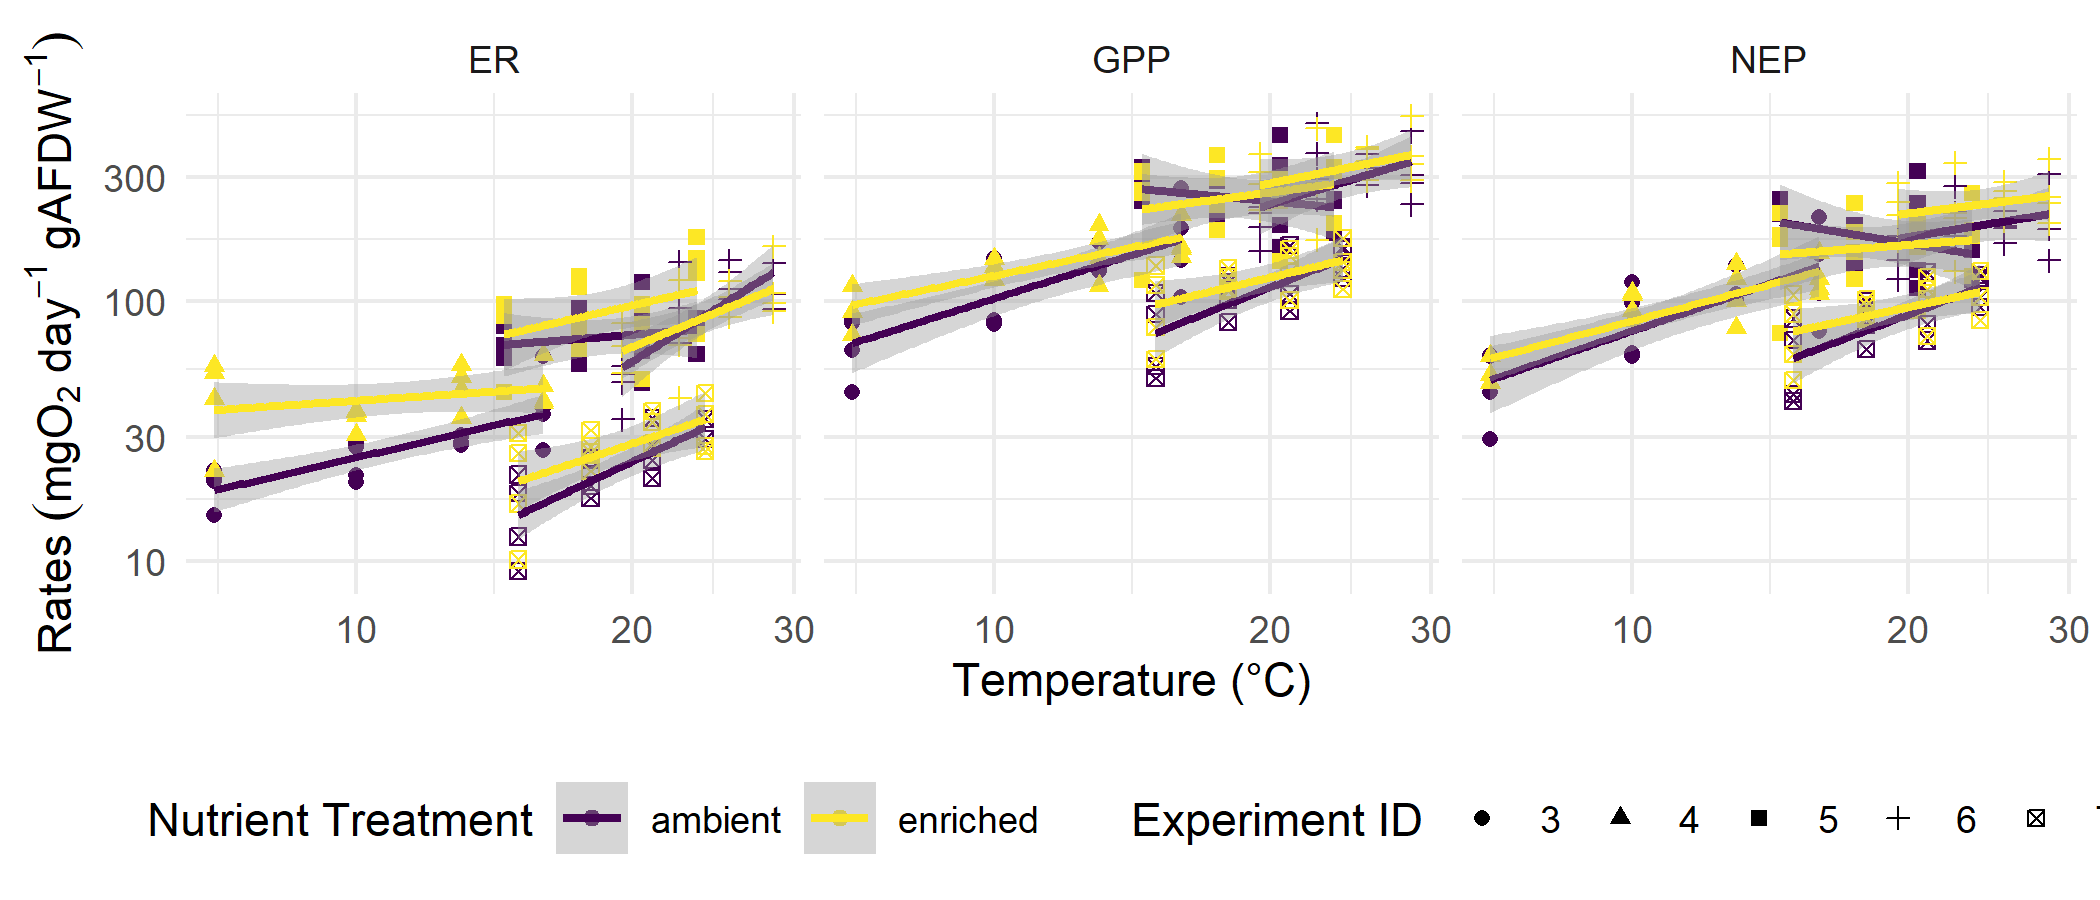 ER GPP NEP
Rates (mgO₂ day⁻¹ gAFDW⁻¹)
300
100
30
10
10 20 30 10 20 30 10 20 30
Temperature (°C)
Nutrient Treatment ambient enriched Experiment ID 3 4 5 6